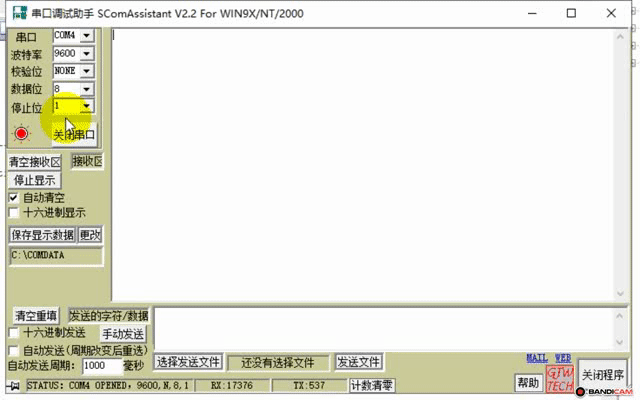 串口调试助手 SComAssistant V2.2 For WIN9X/NT/2000
串口 COM4
波特率 9600
校验位 NONE
数据位 8
停止位 1
关闭串口
清空接收区 接收区
停止显示
自动清空
十六进制显示
保存显示数据 更改
C:\COMDATA
清空重填 发送的字符/数据
十六进制发送 手动发送
自动发送(周期改变后重选)
自动发送周期: 1000 毫秒 选择发送文件 还没有选择文件 发送文件
MAIL WEB
帮助 GJW TECH 关闭程序
STATUS: COM4 OPENED, 9600,N,8,1 RX:17376 TX:537 计数清零
BANDICAM